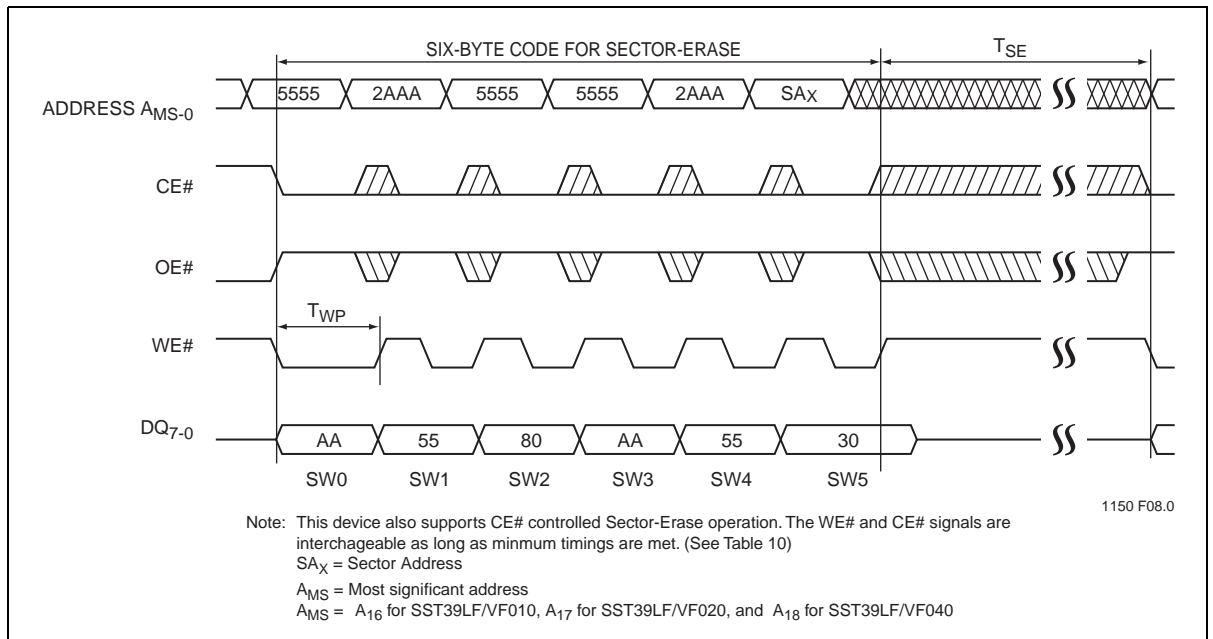 SIX-BYTE CODE FOR SECTOR-ERASE
TSE
ADDRESS AMS-0
5555 2AAA 5555 5555 2AAA SAX
CE#
OE#
TWP
WE#
DQ7-0
AA 55 80 AA 55 30
SW0 SW1 SW2 SW3 SW4 SW5
1150 F08.0
Note: This device also supports CE# controlled Sector-Erase operation. The WE# and CE# signals are
interchageable as long as minmum timings are met. (See Table 10)
SAX = Sector Address
AMS = Most significant address
AMS = A16 for SST39LF/VF010, A17 for SST39LF/VF020, and A18 for SST39LF/VF040